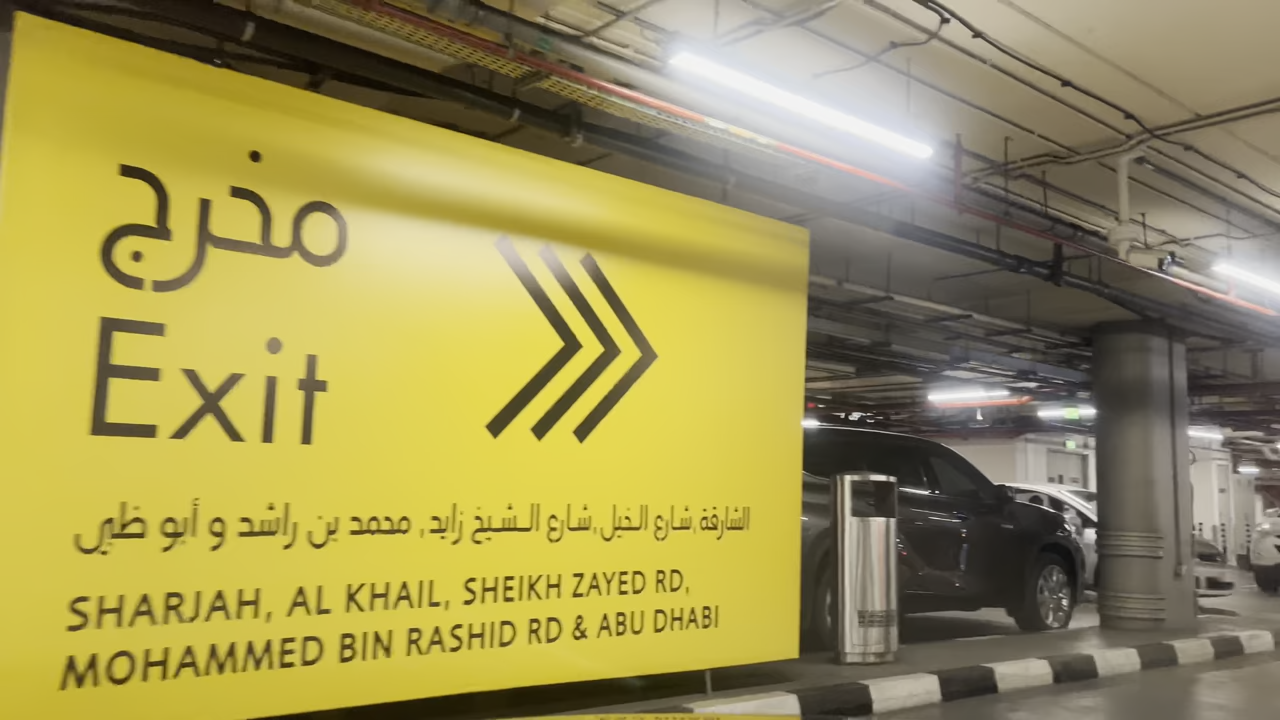 مخرج
Exit
الشارقة, شارع الخيل, شارع الشيخ زايد, محمد بن راشد و أبو ظبي
SHARJAH, AL KHAIL, SHEIKH ZAYED RD,
MOHAMMED BIN RASHID RD & ABU DHABI